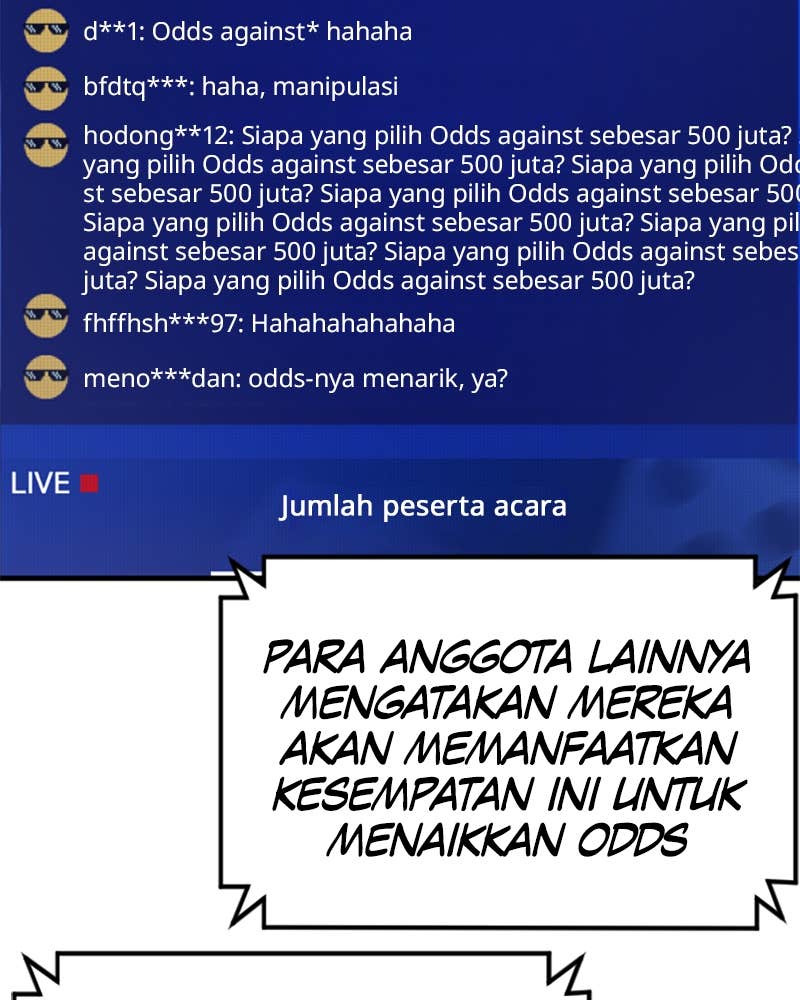 d**1: Odds against* hahaha
bfdtq***: haha, manipulasi
hodong**12: Siapa yang pilih Odds against sebesar 500 juta?
yang pilih Odds against sebesar 500 juta? Siapa yang pilih Od
st sebesar 500 juta? Siapa yang pilih Odds against sebesar 50
Siapa yang pilih Odds against sebesar 500 juta? Siapa yang pil
against sebesar 500 juta? Siapa yang pilih Odds against sebes
juta? Siapa yang pilih Odds against sebesar 500 juta?
fhffhsh***97: Hahahahahahaha
meno***dan: odds-nya menarik, ya?
LIVE
Jumlah peserta acara
PARA ANGGOTA LAINNYA
MENGATAKAN MEREKA
AKAN MEMANFAATKAN
KESEMPATAN INI UNTUK
MENAIKKAN ODDS